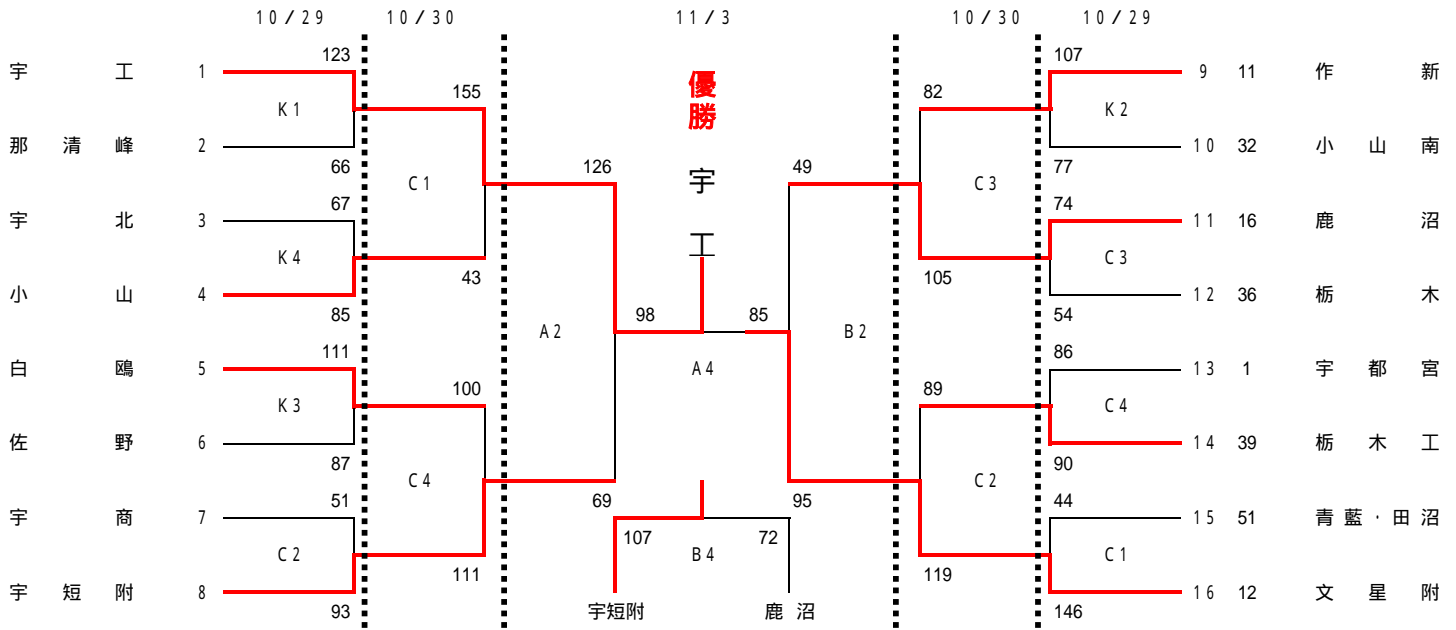 10/29 10/30 11/3 10/30 10/29
123 107
宇工 1 優勝 9 11 作新
155 82
K1 K2
那清峰 2 10 32 小山南
66 126 宇工 49 77
C1 C3
67 74
宇北 3 11 16 鹿沼
K4 C3
43 105
小山 4 12 36 栃木
85 98 85 54
A2 B2
111 86
白鷗 5 A4 13 1 宇都宮
100 89
K3 C4
佐野 6 14 39 栃木工
87 90
C4 C2
51 69 95 44
宇商 7 15 51 青藍・田沼
107 72
C2 B4 C1
111 119
宇短附 8 16 12 文星附
93 宇短附 鹿沼 146